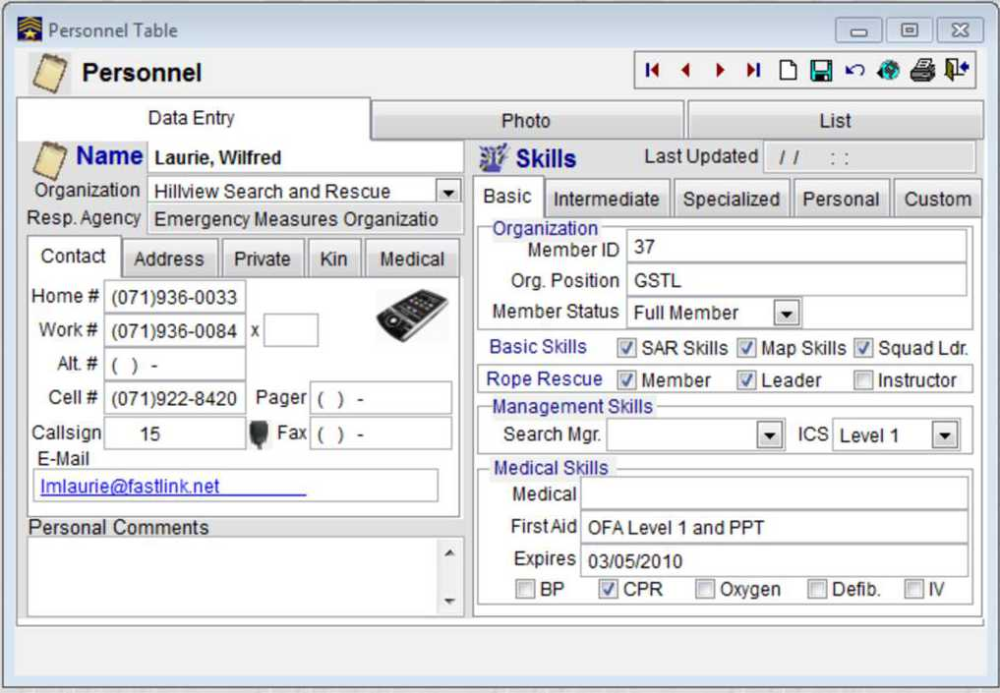 Personnel Table
Personnel
Data Entry Photo List
Name Laurie, Wilfred
Organization Hillview Search and Rescue
Resp. Agency Emergency Measures Organizatio
Contact Address Private Kin Medical
Home # (071)936-0033
Work # (071)936-0084 x
Alt. # ( ) -
Cell # (071)922-8420 Pager ( ) -
Callsign 15 Fax ( ) -
E-Mail
lmlaurie@fastlink.net
Personal Comments
Skills Last Updated / / : :
Basic Intermediate Specialized Personal Custom
Organization
Member ID 37
Org. Position GSTL
Member Status Full Member
Basic Skills SAR Skills Map Skills Squad Ldr.
Rope Rescue Member Leader Instructor
Management Skills
Search Mgr. ICS Level 1
Medical Skills
Medical
First Aid OFA Level 1 and PPT
Expires 03/05/2010
BP CPR Oxygen Defib. IV